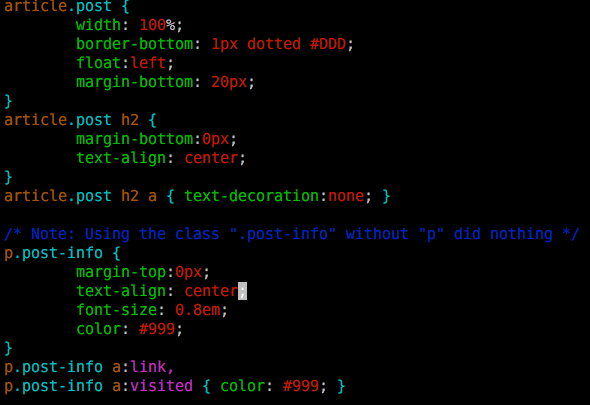 article.post {
        width: 100%;
        border-bottom: 1px dotted #DDD;
        float:left;
        margin-bottom: 20px;
}
article.post h2 {
        margin-bottom:0px;
        text-align: center;
}
article.post h2 a { text-decoration:none; }

/* Note: Using the class ".post-info" without "p" did nothing */
p.post-info {
        margin-top:0px;
        text-align: center;
        font-size: 0.8em;
        color: #999;
}
p.post-info a:link,
p.post-info a:visited { color: #999; }